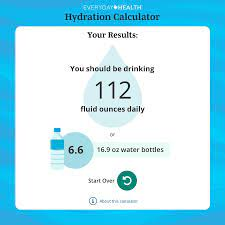 EVERYDAY HEALTH
Hydration Calculator
Your Results:
You should be drinking
112
fluid ounces daily
or
6.6
16.9 oz water bottles
Start Over
i About this calculator